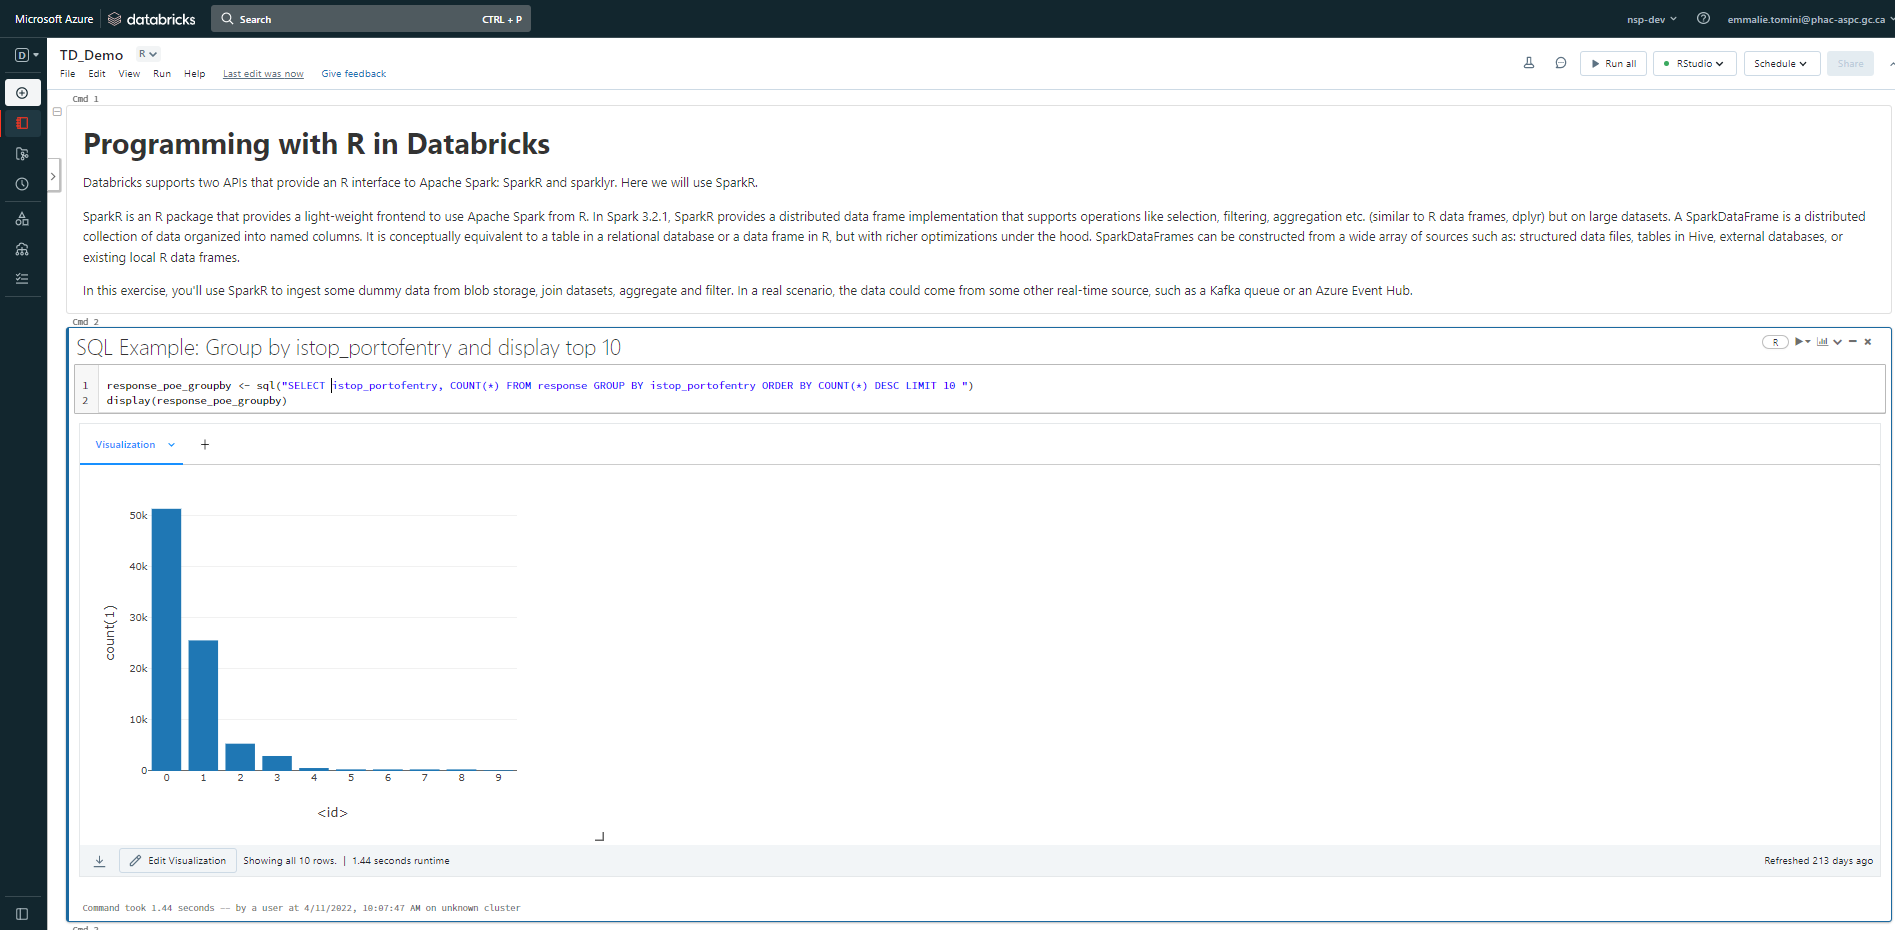 Microsoft Azure databricks Search CTRL + P nsp-dev emmalie.tomini@phac-aspc.gc.ca
D TD_Demo R
File Edit View Run Help Last edit was now Give feedback Run all RStudio Schedule Share
Cmd 1
Programming with R in Databricks
Databricks supports two APIs that provide an R interface to Apache Spark: SparkR and sparklyr. Here we will use SparkR.
SparkR is an R package that provides a light-weight frontend to use Apache Spark from R. In Spark 3.2.1, SparkR provides a distributed data frame implementation that supports operations like selection, filtering, aggregation etc. (similar to R data frames, dplyr) but on large datasets. A SparkDataFrame is a distributed
collection of data organized into named columns. It is conceptually equivalent to a table in a relational database or a data frame in R, but with richer optimizations under the hood. SparkDataFrames can be constructed from a wide array of sources such as: structured data files, tables in Hive, external databases, or
existing local R data frames.
In this exercise, you'll use SparkR to ingest some dummy data from blob storage, join datasets, aggregate and filter. In a real scenario, the data could come from some other real-time source, such as a Kafka queue or an Azure Event Hub.
Cmd 2
SQL Example: Group by istop_portofentry and display top 10 R
1 response_poe_groupby <- sql("SELECT istop_portofentry, COUNT(*) FROM response GROUP BY istop_portofentry ORDER BY COUNT(*) DESC LIMIT 10 ")
2 display(response_poe_groupby)
Visualization +
50k
40k
30k
20k
10k
0
count(1)
0 1 2 3 4 5 6 7 8 9
<id>
Edit Visualization Showing all 10 rows. | 1.44 seconds runtime Refreshed 213 days ago
Command took 1.44 seconds -- by a user at 4/11/2022, 10:07:47 AM on unknown cluster
Cmd 3